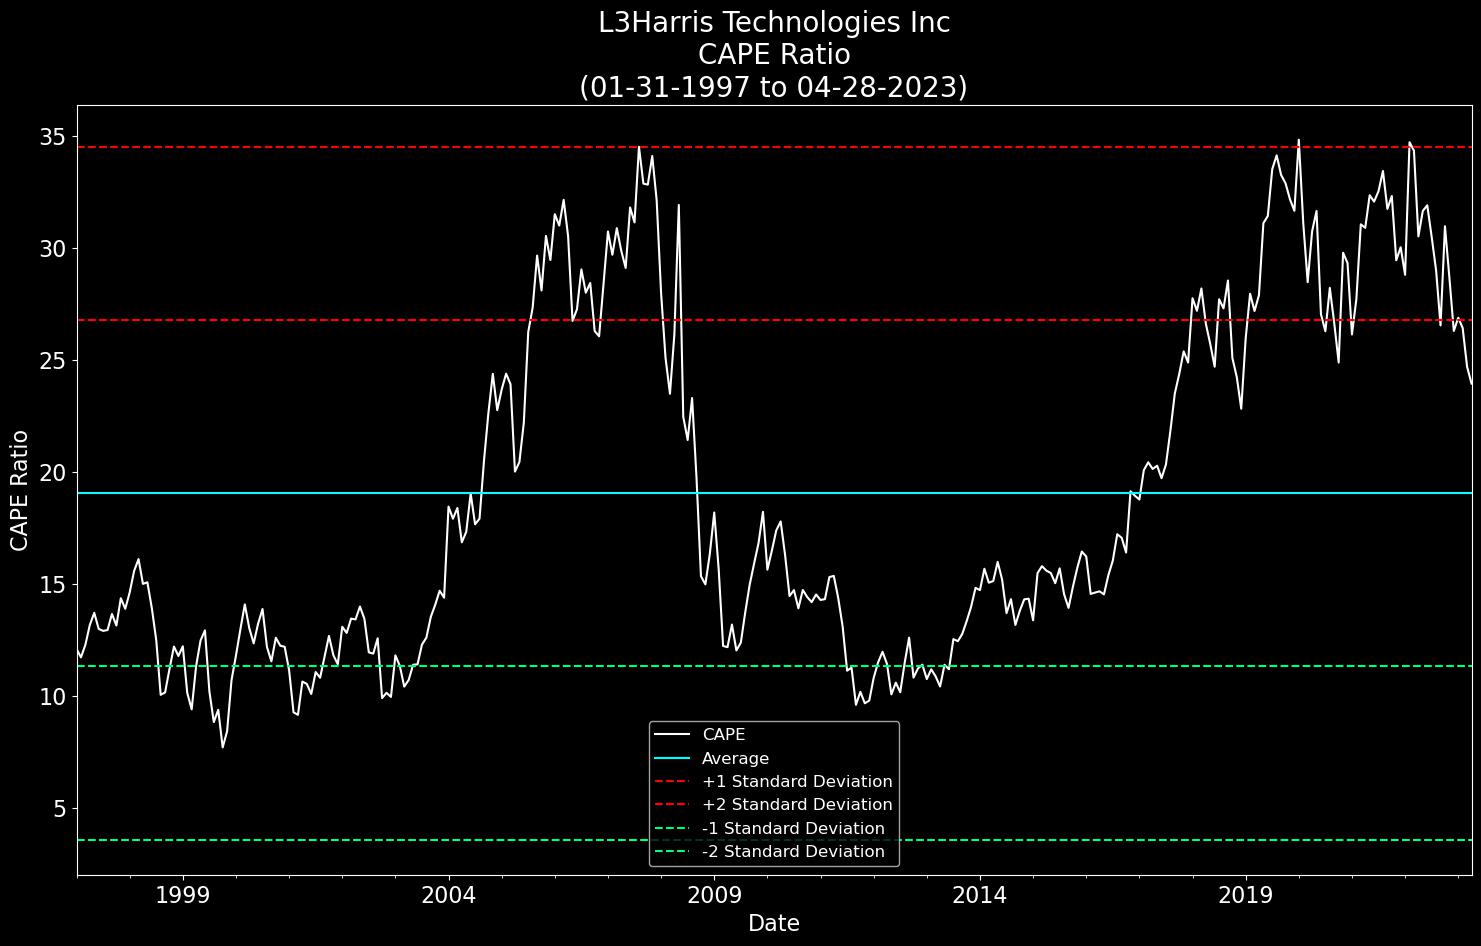 L3Harris Technologies Inc
CAPE Ratio
(01-31-1997 to 04-28-2023)
CAPE Ratio
35
30
25
20
15
10
5
CAPE
Average
+1 Standard Deviation
+2 Standard Deviation
-1 Standard Deviation
-2 Standard Deviation
1999 2004 2009 2014 2019
Date